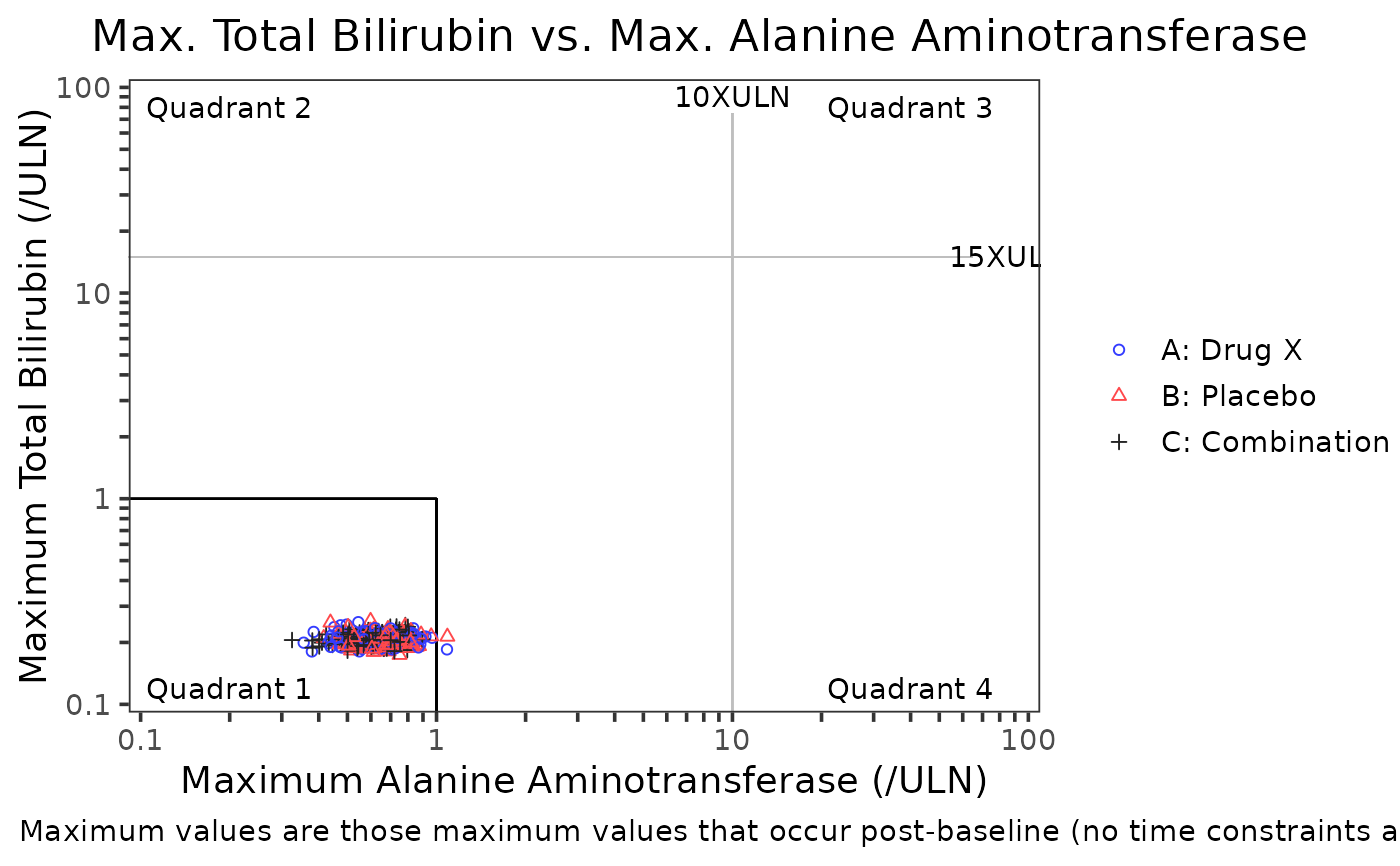 Max. Total Bilirubin vs. Max. Alanine Aminotransferase
Maximum Total Bilirubin (/ULN)
100
10
1
0.1
Quadrant 2
10XULN
Quadrant 3
15XUL
Quadrant 1
Quadrant 4
0.1
1
10
100
Maximum Alanine Aminotransferase (/ULN)
A: Drug X
B: Placebo
C: Combination
Maximum values are those maximum values that occur post-baseline (no time constraints a